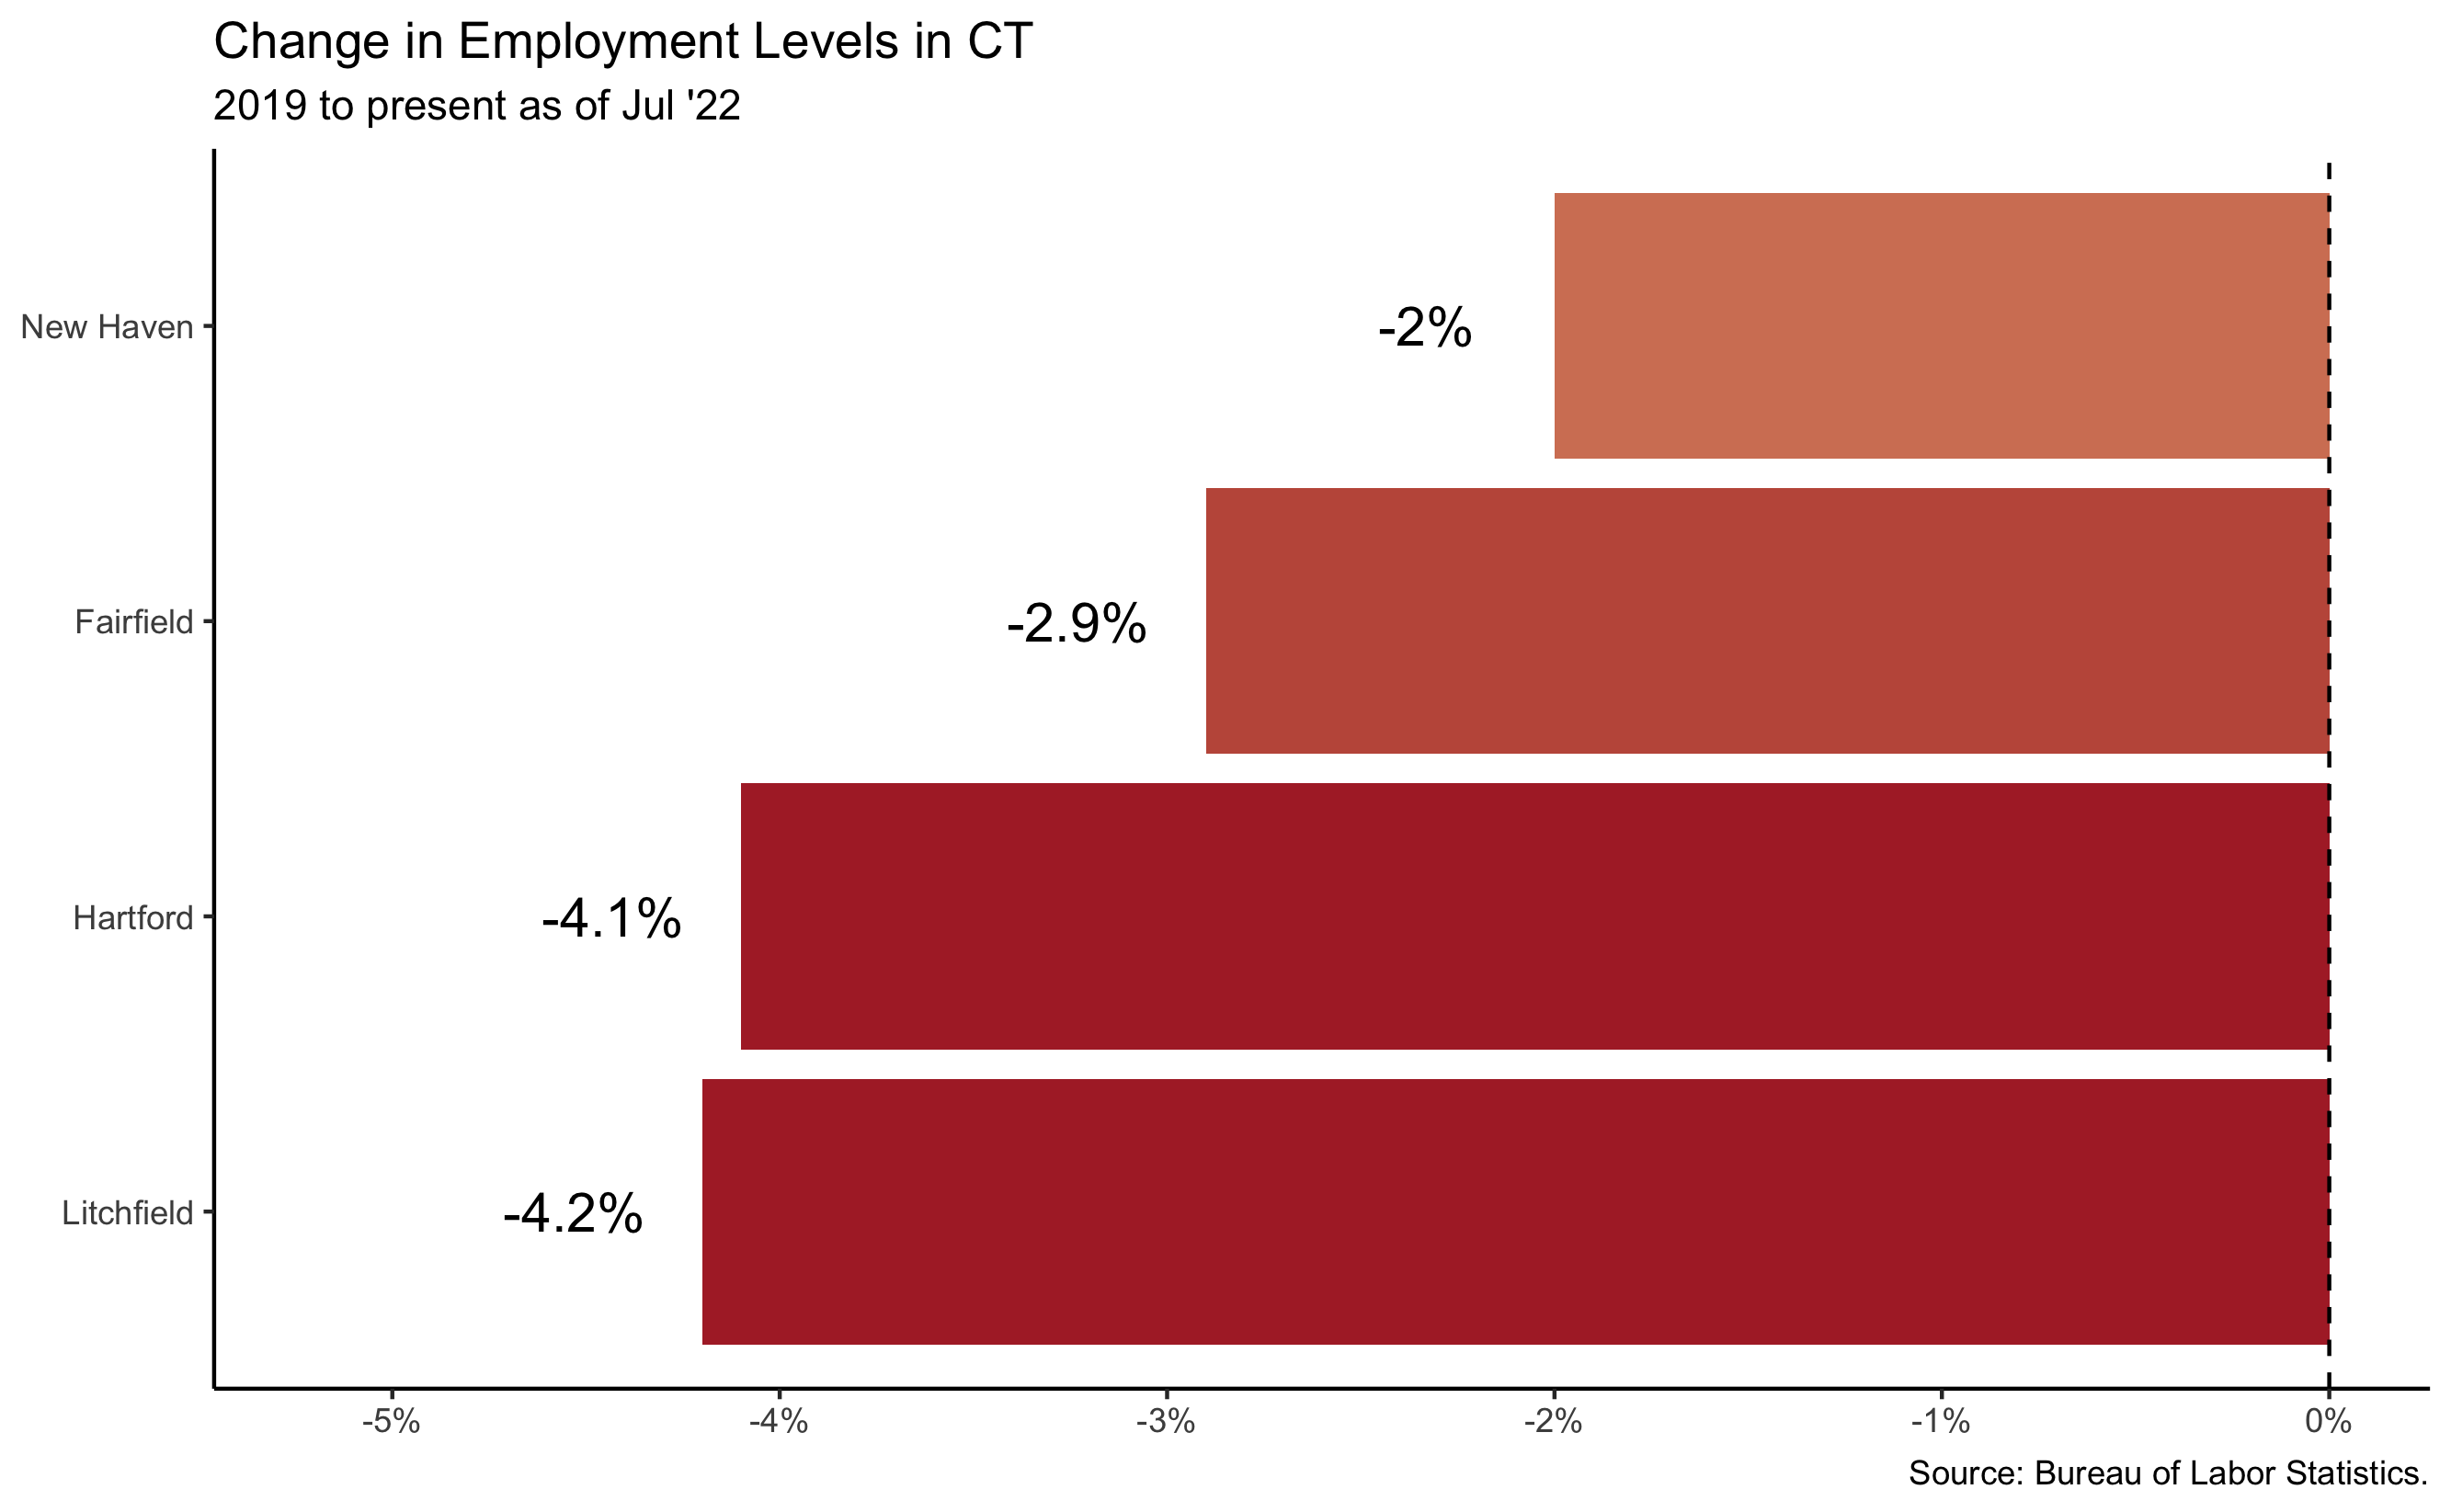 Change in Employment Levels in CT
2019 to present as of Jul '22
New Haven
-2%
Fairfield
-2.9%
Hartford
-4.1%
Litchfield
-4.2%
-5% -4% -3% -2% -1% 0%
Source: Bureau of Labor Statistics.